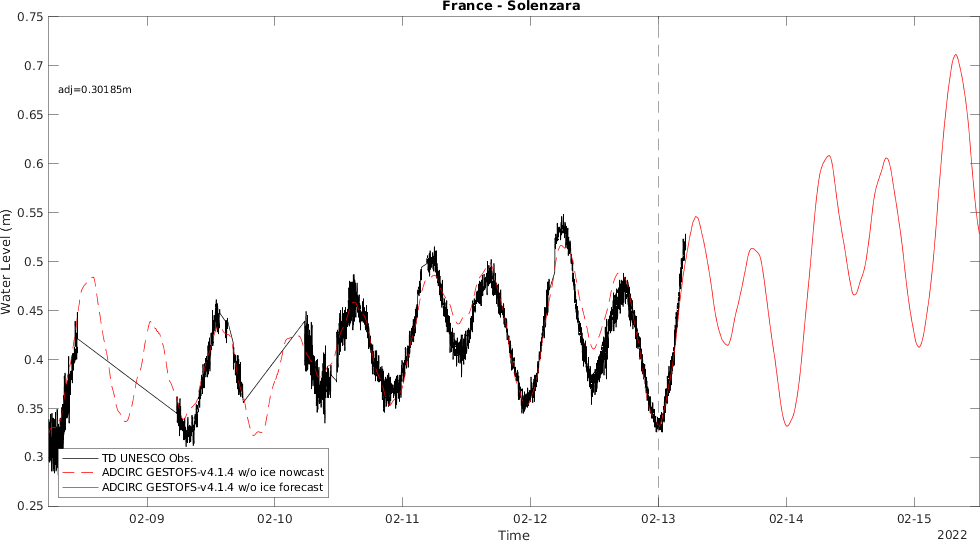 France - Solenzara
0.75
0.7
0.65
0.6
0.55
0.5
0.45
0.4
0.35
0.3
0.25
Water Level (m)
adj=0.30185m
TD UNESCO Obs.
ADCIRC GESTOFS-v4.1.4 w/o ice nowcast
ADCIRC GESTOFS-v4.1.4 w/o ice forecast
02-09
02-10
02-11
02-12
02-13
02-14
02-15
Time
2022